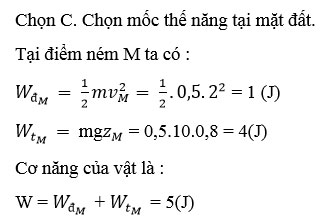 Chọn C. Chọn mốc thế năng tại mặt đất.
Tại điểm ném M ta có :
W_{đ_M} = \frac{1}{2}mv_M^2 = \frac{1}{2}.0,5.2^2 = 1 (J)
W_{t_M} = mgz_M = 0,5.10.0,8 = 4(J)
Cơ năng của vật là :
W = W_{đ_M} + W_{t_M} = 5(J)